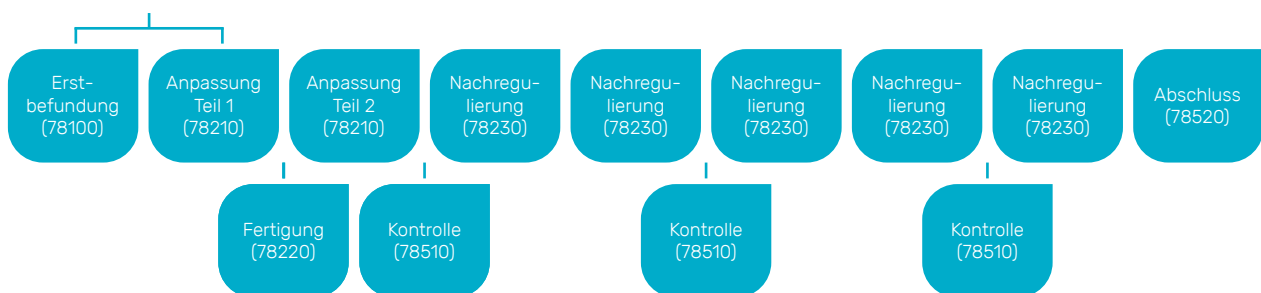 Erst-
befundung
(78100)
Anpassung
Teil 1
(78210)
Anpassung
Teil 2
(78210)
Nachregu-
lierung
(78230)
Nachregu-
lierung
(78230)
Nachregu-
lierung
(78230)
Nachregu-
lierung
(78230)
Nachregu-
lierung
(78230)
Abschluss
(78520)
Fertigung
(78220)
Kontrolle
(78510)
Kontrolle
(78510)
Kontrolle
(78510)